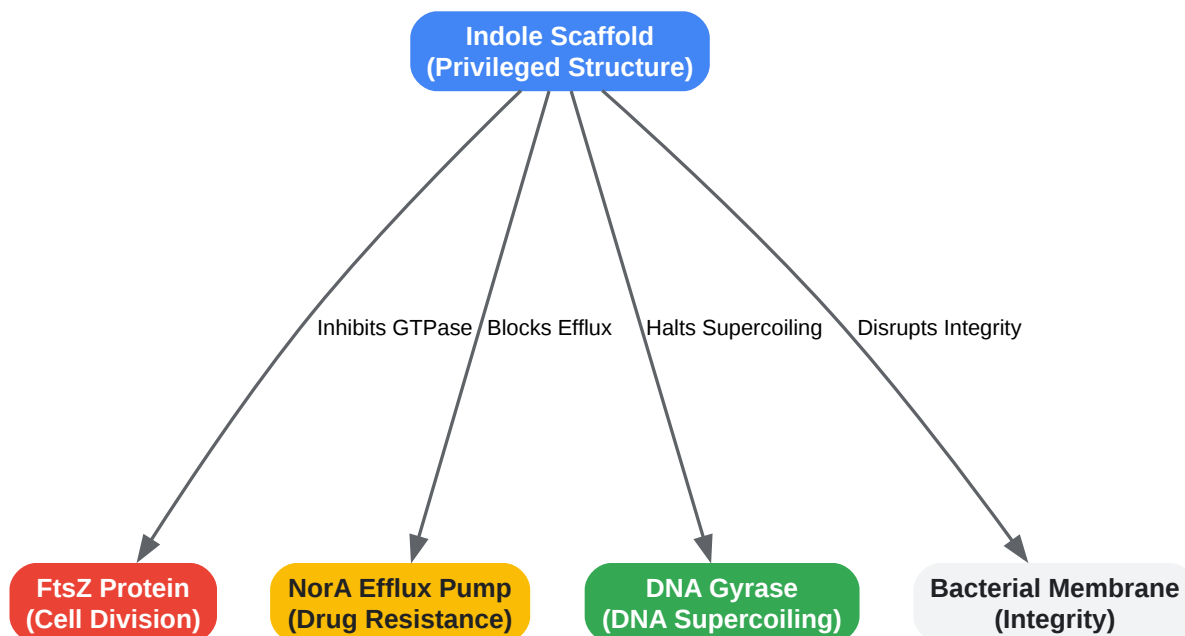 Indole Scaffold
(Privileged Structure)
Inhibits GTPase
Blocks Efflux
Halts Supercoiling
Disrupts Integrity
FtsZ Protein
(Cell Division)
NorA Efflux Pump
(Drug Resistance)
DNA Gyrase
(DNA Supercoiling)
Bacterial Membrane
(Integrity)